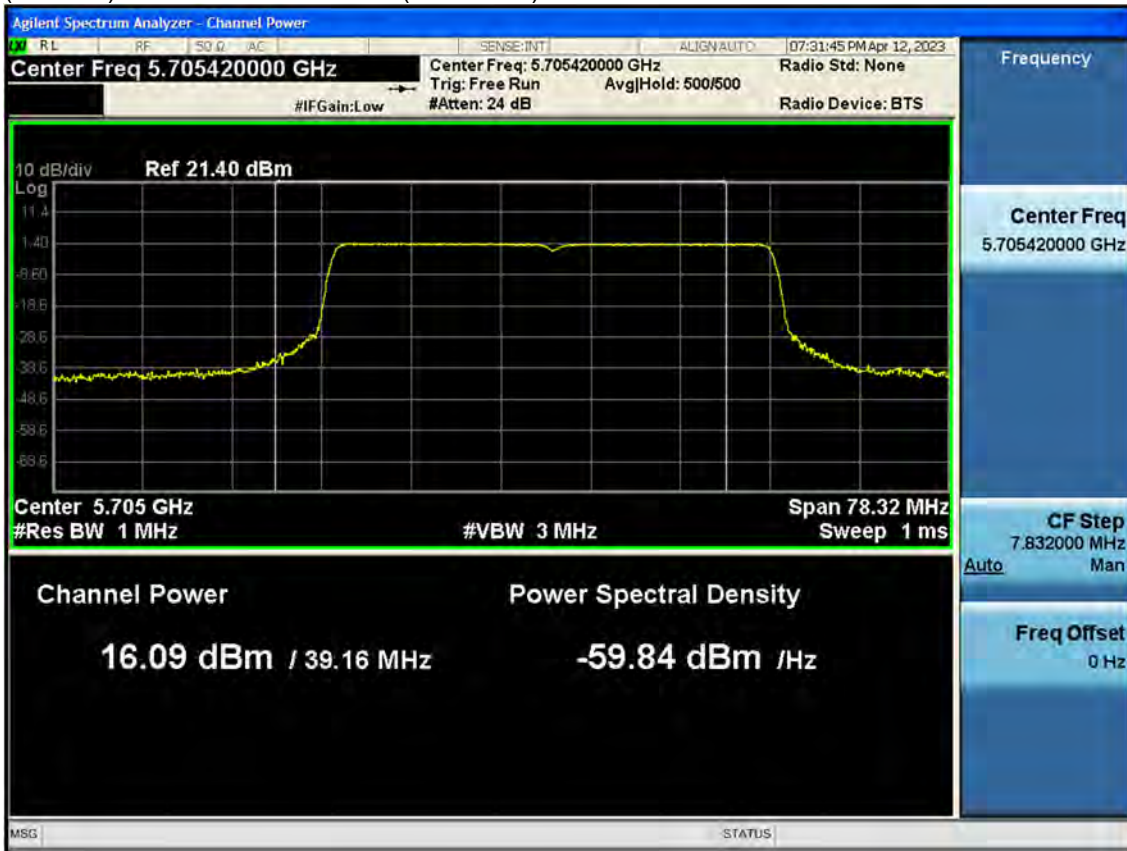 Agilent Spectrum Analyzer - Channel Power
LXI RL RF 50 Ω AC SENSE:INT ALIGN AUTO 07:31:45 PM Apr 12, 2023
Center Freq 5.705420000 GHz
Center Freq: 5.705420000 GHz
Radio Std: None
Trig: Free Run Avg|Hold: 500/500
#IFGain:Low
#Atten: 24 dB
Radio Device: BTS
10 dB/div Ref 21.40 dBm
Log
11.4
1.40
-8.60
-18.6
-28.6
-38.6
-48.6
-58.6
-68.6
Center 5.705 GHz Span 78.32 MHz
#Res BW 1 MHz #VBW 3 MHz Sweep 1 ms
Channel Power
Power Spectral Density
16.09 dBm / 39.16 MHz
-59.84 dBm /Hz
MSG
STATUS
Frequency
Center Freq
5.705420000 GHz
CF Step
7.832000 MHz
Auto Man
Freq Offset
0 Hz